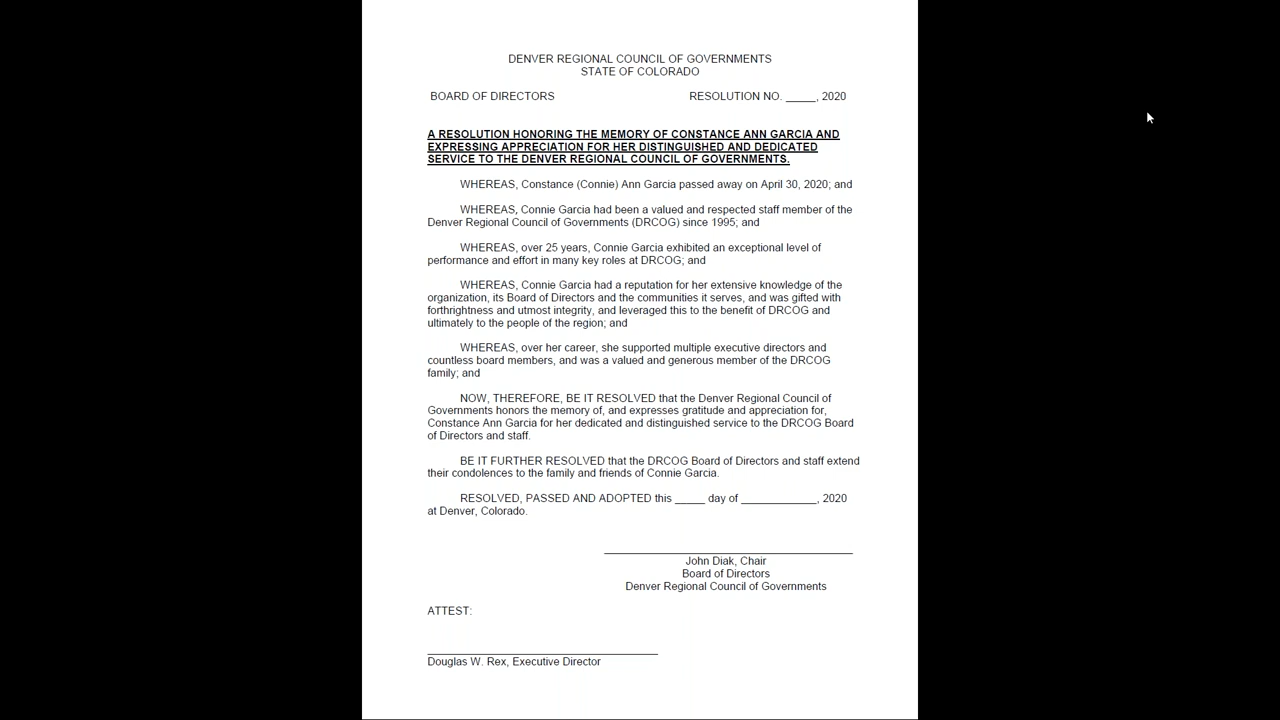 DENVER REGIONAL COUNCIL OF GOVERNMENTS
STATE OF COLORADO
BOARD OF DIRECTORS RESOLUTION NO. _____, 2020
A RESOLUTION HONORING THE MEMORY OF CONSTANCE ANN GARCIA AND
EXPRESSING APPRECIATION FOR HER DISTINGUISHED AND DEDICATED
SERVICE TO THE DENVER REGIONAL COUNCIL OF GOVERNMENTS.
WHEREAS, Constance (Connie) Ann Garcia passed away on April 30, 2020; and
WHEREAS, Connie Garcia had been a valued and respected staff member of the
Denver Regional Council of Governments (DRCOG) since 1995; and
WHEREAS, over 25 years, Connie Garcia exhibited an exceptional level of
performance and effort in many key roles at DRCOG; and
WHEREAS, Connie Garcia had a reputation for her extensive knowledge of the
organization, its Board of Directors and the communities it serves, and was gifted with
forthrightness and utmost integrity, and leveraged this to the benefit of DRCOG and
ultimately to the people of the region; and
WHEREAS, over her career, she supported multiple executive directors and
countless board members, and was a valued and generous member of the DRCOG
family; and
NOW, THEREFORE, BE IT RESOLVED that the Denver Regional Council of
Governments honors the memory of, and expresses gratitude and appreciation for,
Constance Ann Garcia for her dedicated and distinguished service to the DRCOG Board
of Directors and staff.
BE IT FURTHER RESOLVED that the DRCOG Board of Directors and staff extend
their condolences to the family and friends of Connie Garcia.
RESOLVED, PASSED AND ADOPTED this _____ day of _____________, 2020
at Denver, Colorado.
John Diak, Chair
Board of Directors
Denver Regional Council of Governments
ATTEST:
Douglas W. Rex, Executive Director